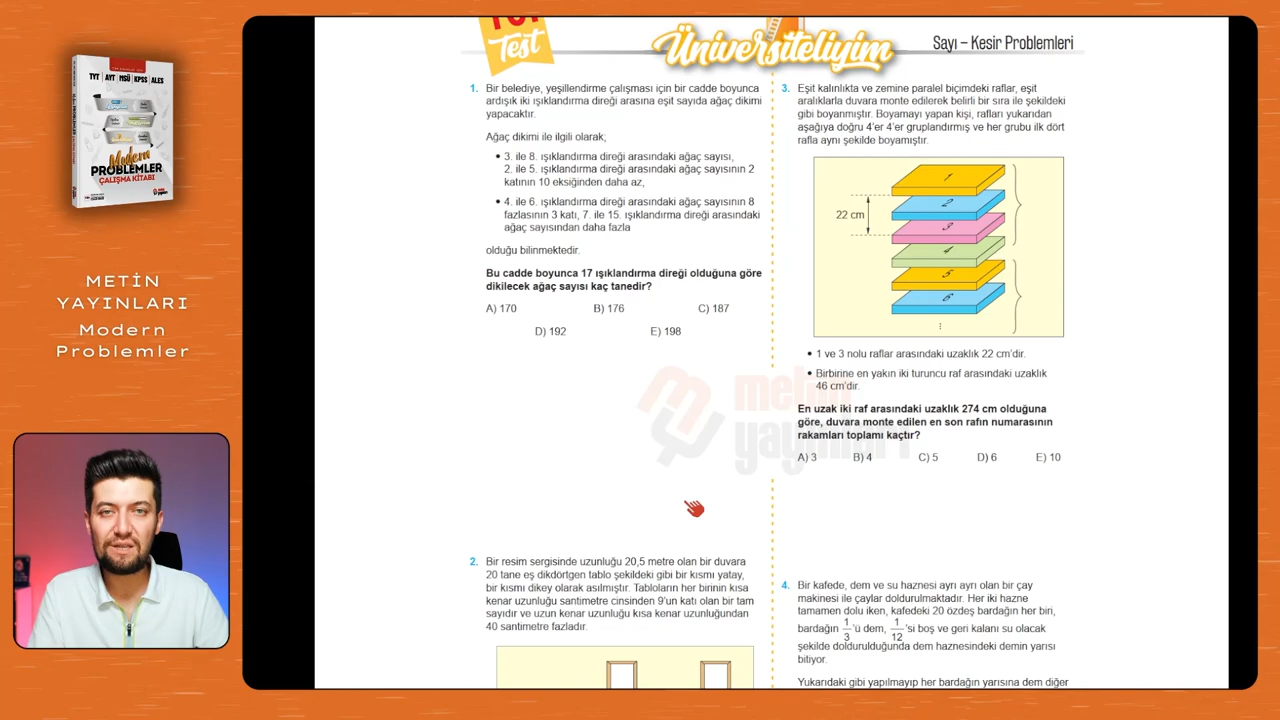 TYT AYT MSÜ KPSS ALES
Modern
PROBLEMLER
ÇALIŞMA KİTABI
METİN
YAYINLARI
Modern
Problemler
Test
Üniversiteliyim
Sayı – Kesir Problemleri
1. Bir belediye, yeşillendirme çalışması için bir cadde boyunca
ardışık iki ışıklandırma direği arasına eşit sayıda ağaç dikimi
yapacaktır.
Ağaç dikimi ile ilgili olarak;
• 3. ile 8. ışıklandırma direği arasındaki ağaç sayısı,
2. ile 5. ışıklandırma direği arasındaki ağaç sayısının 2
katının 10 eksiğinden daha az,
• 4. ile 6. ışıklandırma direği arasındaki ağaç sayısının 8
fazlasının 3 katı, 7. ile 15. ışıklandırma direği arasındaki
ağaç sayısından daha fazla
olduğu bilinmektedir.
Bu cadde boyunca 17 ışıklandırma direği olduğuna göre
dikilecek ağaç sayısı kaç tanedir?
A) 170 B) 176 C) 187
D) 192 E) 198
2. Bir resim sergisinde uzunluğu 20,5 metre olan bir duvara
20 tane eş dikdörtgen tablo şekildeki gibi bir kısmı yatay,
bir kısmı dikey olarak asılmıştır. Tabloların her birinin kısa
kenar uzunluğu santimetre cinsinden 9'un katı olan bir tam
sayıdır ve uzun kenar uzunluğu kısa kenar uzunluğundan
40 santimetre fazladır.
3. Eşit kalınlıkta ve zemine paralel biçimdeki raflar, eşit
aralıklarla duvara monte edilerek belirli bir sıra ile şekildeki
gibi boyanmıştır. Boyamayı yapan kişi, rafları yukarıdan
aşağıya doğru 4'er 4'er gruplandırmış ve her grubu ilk dört
rafla aynı şekilde boyamıştır.
1
2
22 cm
3
4
5
6
• 1 ve 3 nolu raflar arasındaki uzaklık 22 cm'dir.
• Birbirine en yakın iki turuncu raf arasındaki uzaklık
46 cm'dir.
En uzak iki raf arasındaki uzaklık 274 cm olduğuna
göre, duvara monte edilen en son rafın numarasının
rakamları toplamı kaçtır?
A) 3 B) 4 C) 5 D) 6 E) 10
4. Bir kafede, dem ve su haznesi ayrı ayrı olan bir çay
makinesi ile çaylar doldurulmaktadır. Her iki hazne
tamamen dolu iken, kafedeki 20 özdeş bardağın her biri,
bardağın 1/3'ü dem, 1/12'si boş ve geri kalanı su olacak
şekilde doldurulduğunda dem haznesindeki demin yarısı
bitiyor.
Yukarıdaki gibi yapılmayıp her bardağın yarısına dem diğer
metin
yayınları